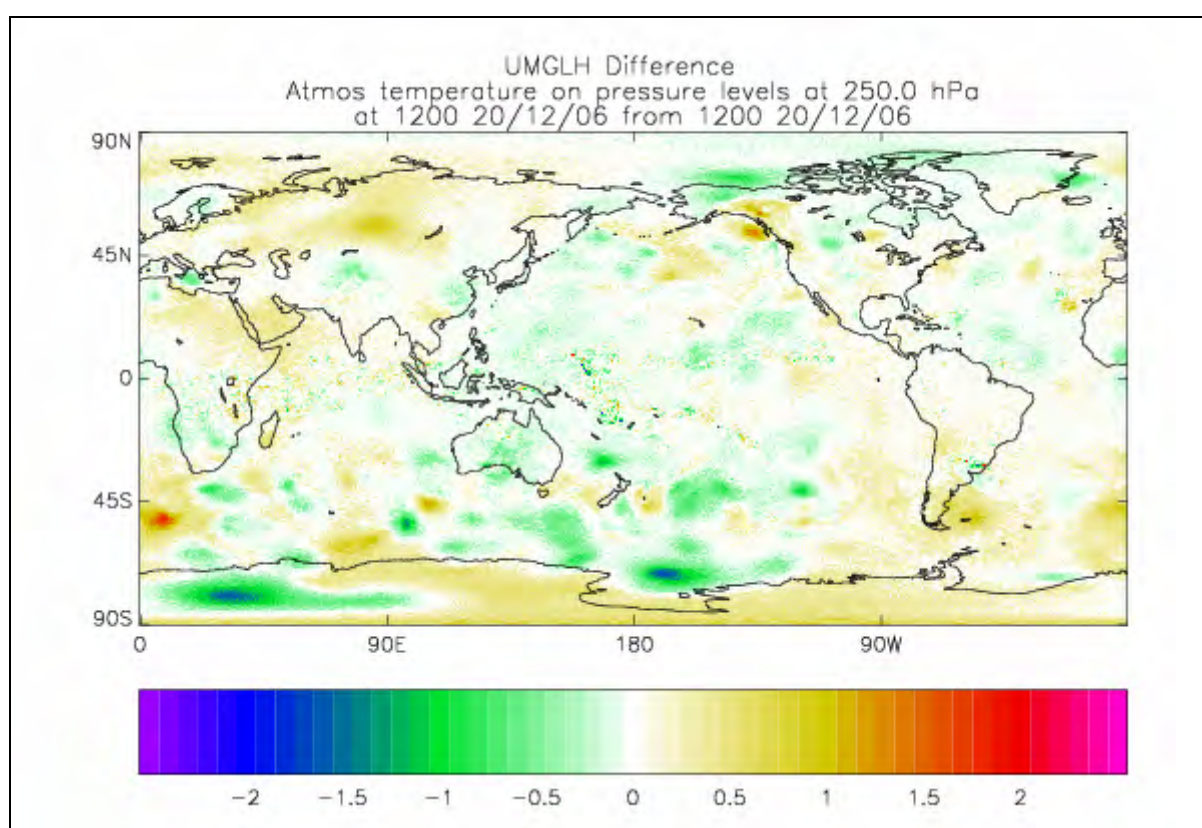 UMGLH Difference
Atmos temperature on pressure levels at 250.0 hPa
at 1200 20/12/06 from 1200 20/12/06
90N
45N
0
45S
90S
0 90E 180 90W
-2 -1.5 -1 -0.5 0 0.5 1 1.5 2